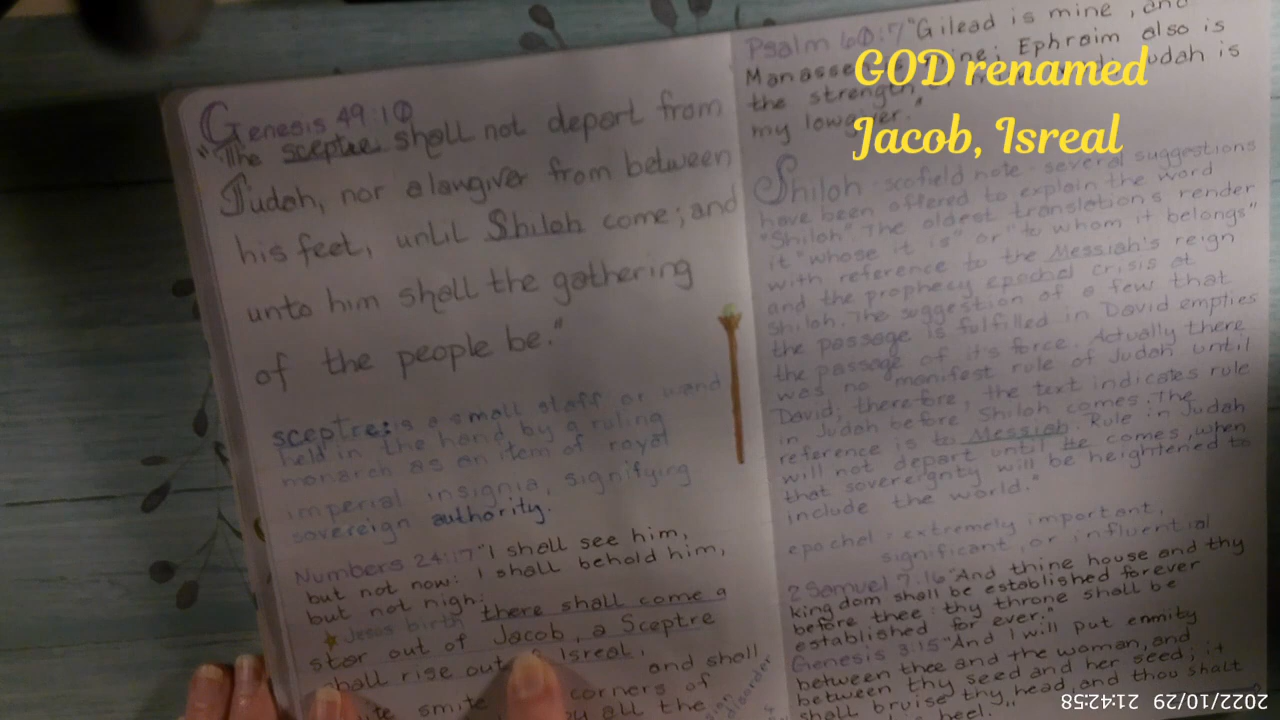 Genesis 49:10
"The sceptre shall not depart from
Judah, nor a lawgiver from between
his feet, until Shiloh come; and
unto him shall the gathering
of the people be."
sceptre: is a small staff or wand
held in the hand by a ruling
monarch as an item of royal
imperial insignia, signifying
sovereign authority.
Numbers 24:17 "I shall see him,
but not now: I shall behold him,
but not nigh: there shall come a
Jesus birth
star out of Jacob, a Sceptre
shall rise out Isreal,
and shall
smite corners of
all the
Psalm 60:7 "Gilead is mine, and
Manasse mine; Ephraim also is
the strength Judah is
my lawgiver."
GOD renamed
Jacob, Isreal
Shiloh - scofield note - several suggestions
have been offered to explain the word
"Shiloh". The oldest translations render
it "whose it is" or "to whom it belongs"
with reference to the Messiah's reign
and the prophecy epochel crisis at
Shiloh. The suggestion of a few that
the passage is fulfilled in David empties
the passage of it's force. Actually there
was no manifest rule of Judah until
David; therefore, the text indicates rule
in Judah before Shiloh comes. The
reference is to Messiah. Rule in Judah
will not depart until He comes, when
that sovereignty will be heightened to
include the world."
epochel: extremely important,
significant, or influential
2 Samuel 7:16 "And thine house and thy
kingdom shall be established forever
before thee: thy throne shall be
established for ever."
Genesis 3:15 "And I will put enmity
between thee and the woman, and
between thy seed and her seed; it
shall bruise thy head, and thou shalt
heel."
2022/10/29 21:42:58